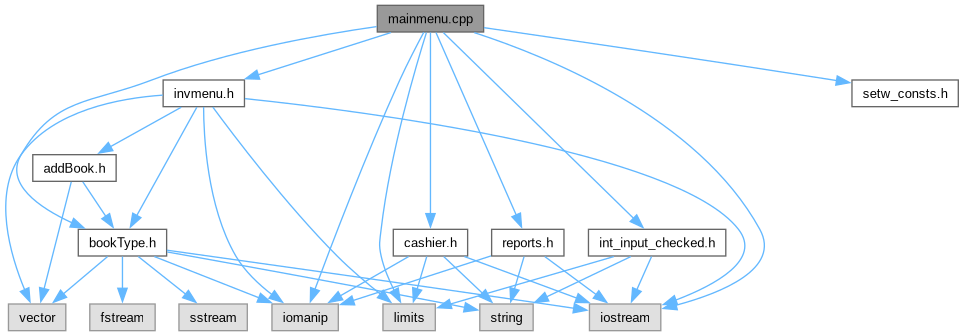 mainmenu.cpp
invmenu.h
setw_consts.h
addBook.h
bookType.h
cashier.h
reports.h
int_input_checked.h
vector
fstream
sstream
iomanip
limits
string
iostream